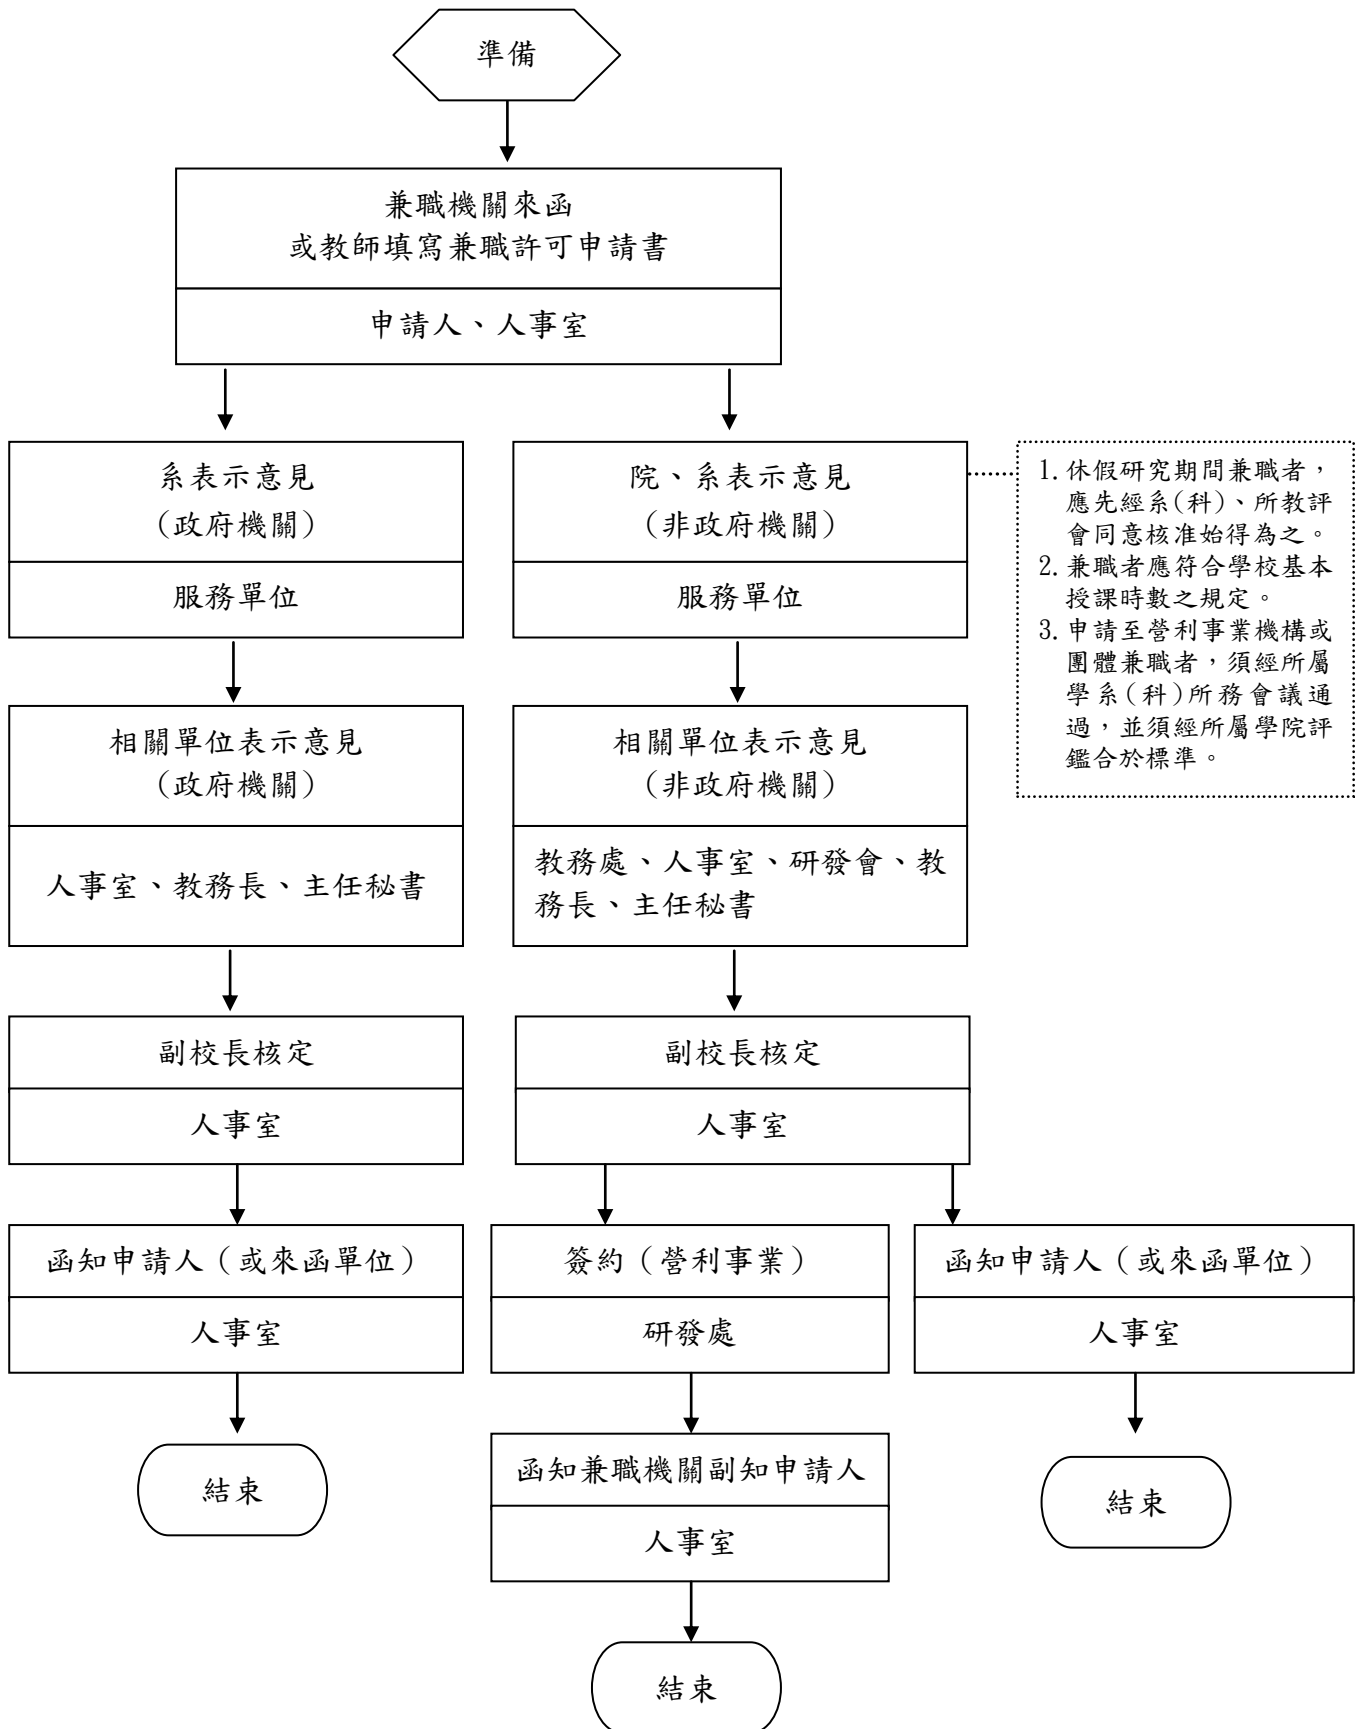 準備
兼職機關來函
或教師填寫兼職許可申請書
申請人、人事室
系表示意見
(政府機關)
服務單位
院、系表示意見
(非政府機關)
服務單位
1.休假研究期間兼職者，
應先經系(科)、所教評
會同意核准始得為之。
2.兼職者應符合學校基本
授課時數之規定。
3.申請至營利事業機構或
團體兼職者，須經所屬
學系(科)所務會議通
過，並須經所屬學院評
鑑合於標準。
相關單位表示意見
(政府機關)
人事室、教務長、主任秘書
相關單位表示意見
(非政府機關)
教務處、人事室、研發會、教
務長、主任秘書
副校長核定
人事室
副校長核定
人事室
函知申請人（或來函單位）
人事室
簽約（營利事業）
研發處
函知申請人（或來函單位）
人事室
結束
函知兼職機關副知申請人
人事室
結束
結束